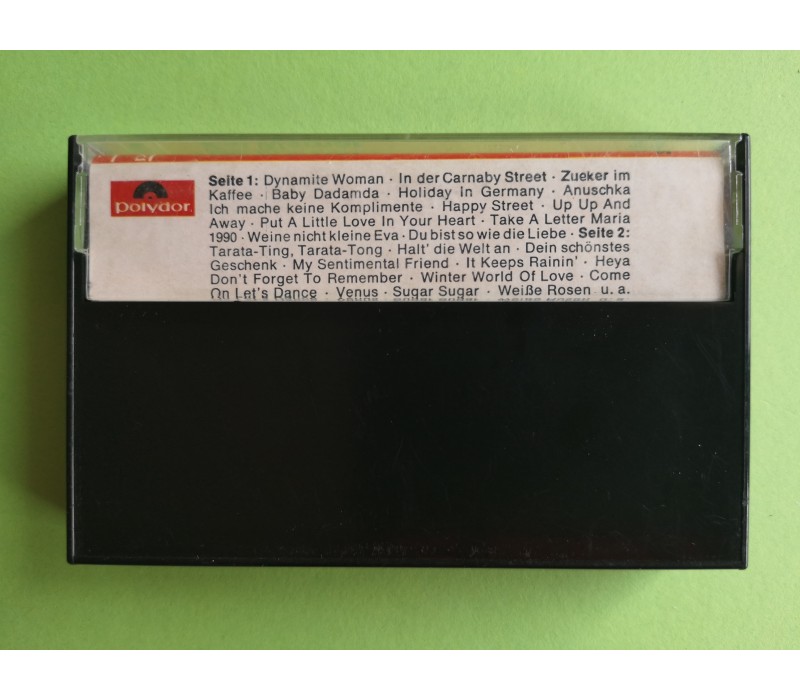 polydor
Seite 1: Dynamite Woman · In der Carnaby Street · Zueker im
Kaffee · Baby Dadamda · Holiday In Germany · Anuschka
Ich mache keine Komplimente · Happy Street · Up Up And
Away · Put A Little Love In Your Heart · Take A Letter Maria
1990 · Weine nicht kleine Eva · Du bist so wie die Liebe · Seite 2:
Tarata-Ting, Tarata-Tong · Halt' die Welt an · Dein schönstes
Geschenk · My Sentimental Friend · It Keeps Rainin' · Heya
Don't Forget To Remember · Winter World Of Love · Come
On Let's Dance · Venus · Sugar Sugar · Weiße Rosen u. a.